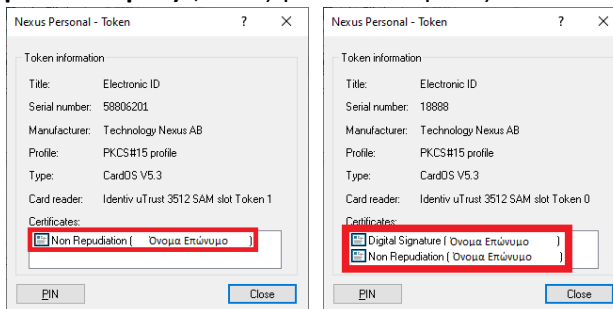 Nexus Personal - Token ? ×
Token information
Title: Electronic ID
Serial number: 58806201
Manufacturer: Technology Nexus AB
Profile: PKCS#15 profile
Type: CardOS V5.3
Card reader: Identiv uTrust 3512 SAM slot Token 1
Certificates:
Non Repudiation ( Όνομα Επώνυμο )
PIN Close
Nexus Personal - Token ? ×
Token information
Title: Electronic ID
Serial number: 18888
Manufacturer: Technology Nexus AB
Profile: PKCS#15 profile
Type: CardOS V5.3
Card reader: Identiv uTrust 3512 SAM slot Token 0
Certificates:
Digital Signature ( Όνομα Επώνυμο )
Non Repudiation ( Όνομα Επώνυμο )
PIN Close